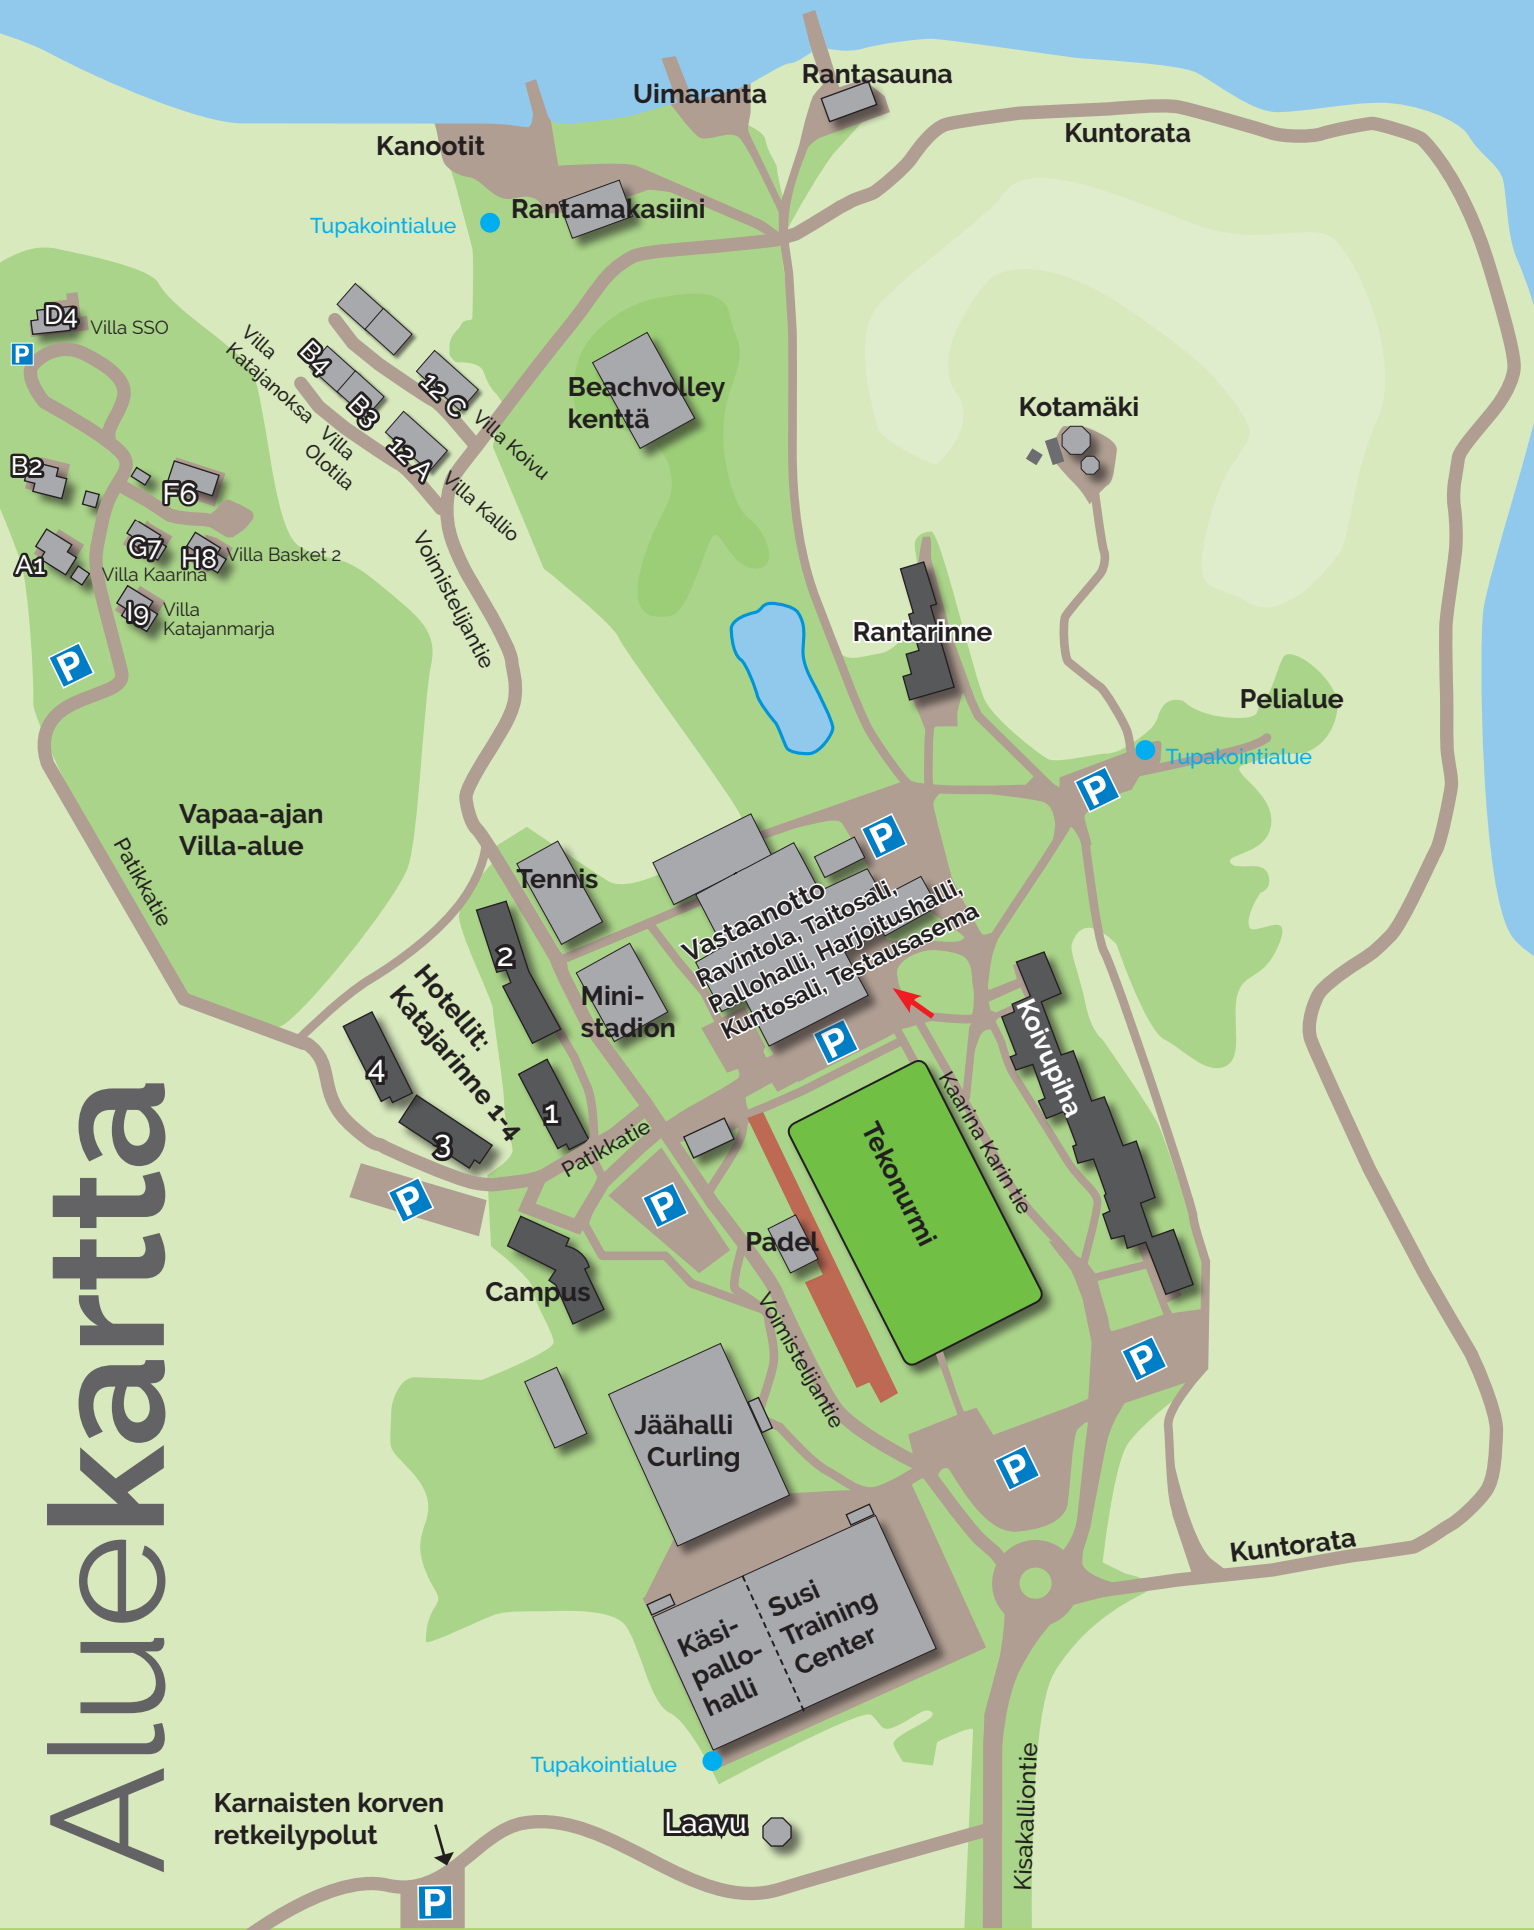 Rantasauna
Uimaranta
Kuntorata
Kanootit
Rantamakasiini
Tupakointialue
D4
Villa SSO
P
Villa
Katajanoksa
B4
B3
12 C
Villa Koivu
Villa
Olotila
12 A
Villa Kallio
Beachvolley
kenttä
Kotamäki
B2
F6
A1
G7
H8
Villa Basket 2
Villa Kaarina
I9
Villa
Katajanmarja
P
Voimistelijantie
Rantarinne
Pelialue
Tupakointialue
P
Vapaa-ajan
Villa-alue
Patikkatie
P
Tennis
Vastaanotto
Ravintola, Taitosali,
Pallohalli, Harjoitushalli,
Kuntosali, Testausasema
2
Hotellit:
Katajarinne 1-4
Mini-
stadion
P
Koivupiha
4
3
1
Patikkatie
Kaarina Karin tie
Tekonurmi
P
P
Padel
Campus
Voimistelijantie
P
Jäähalli
Curling
P
Kuntorata
Käsi-
pallo-
halli
Susi
Training
Center
Tupakointialue
Kisakalliontie
Karnaisten korven
retkeilypolut
Laavu
P
Aluekartta